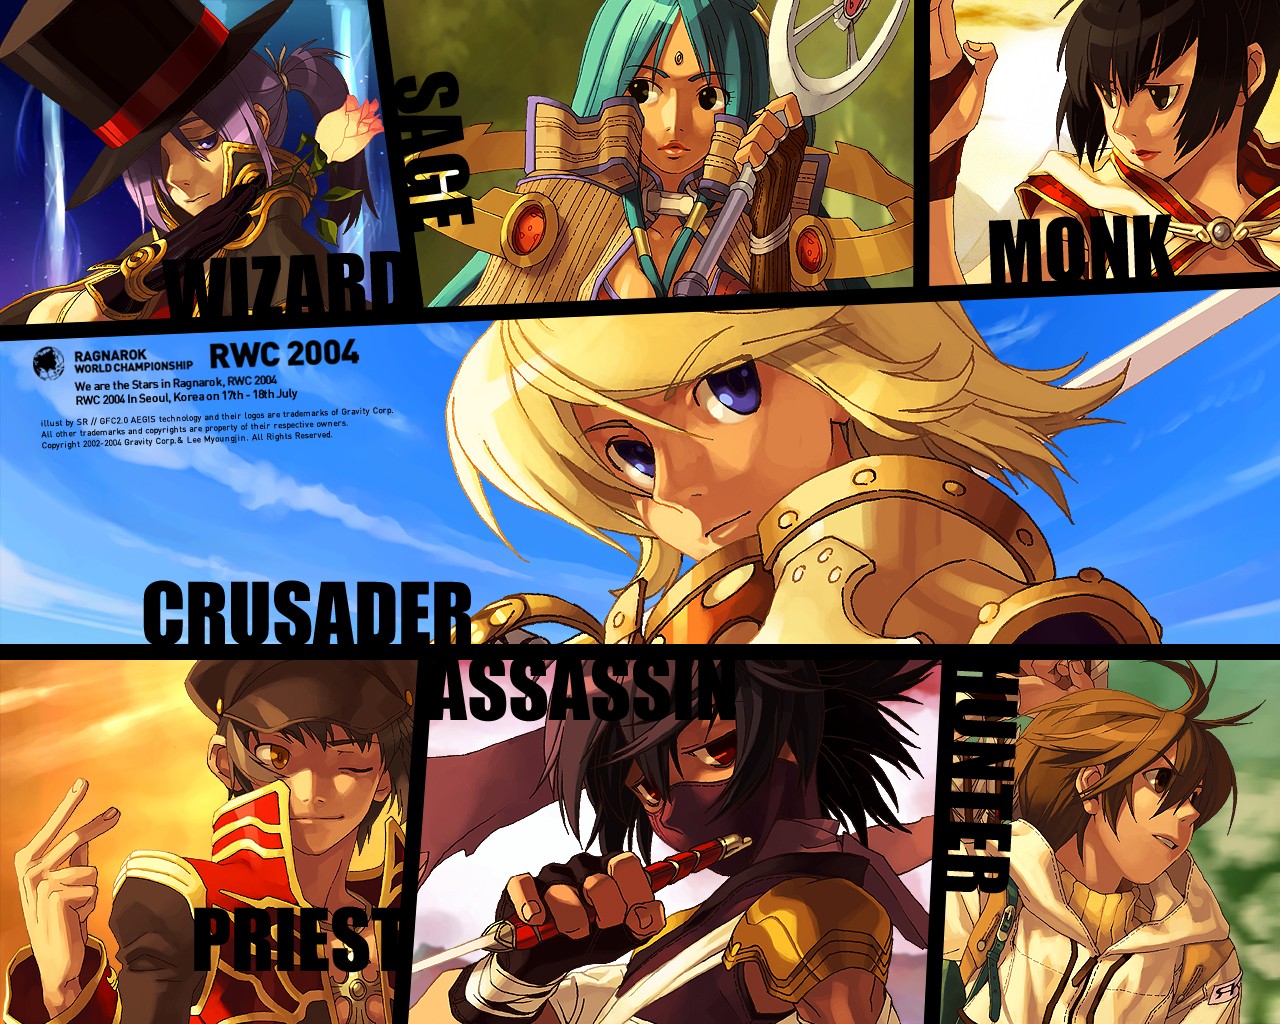 SAGE
WIZARD
MONK
RAGNAROK
WORLD CHAMPIONSHIP
RWC 2004
We are the Stars in Ragnarok, RWC 2004
RWC 2004 In Seoul, Korea on 17th - 18th July
illust by SR // GFC2.0 AEGIS technology and their logos are trademarks of Gravity Corp.
All other trademarks and copyrights are property of their respective owners.
Copyright 2002-2004 Gravity Corp.& Lee Myoungjin. All Rights Reserved.
CRUSADER
ASSASSIN
HUNTER
PRIEST